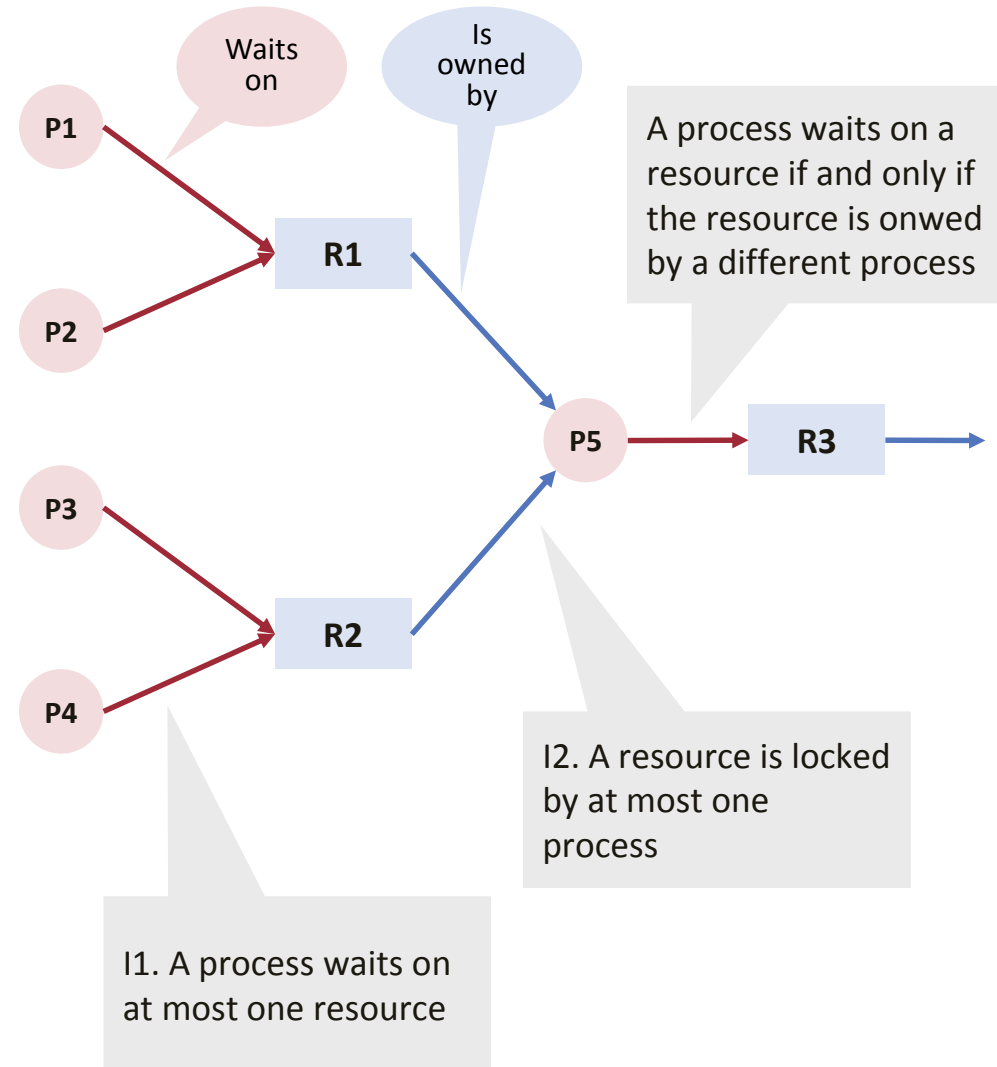 Waits
on
Is
owned
by
P1
A process waits on a
resource if and only if
the resource is onwed
by a different process
R1
P2
P5
R3
P3
R2
P4
I2. A resource is locked
by at most one
process
I1. A process waits on
at most one resource